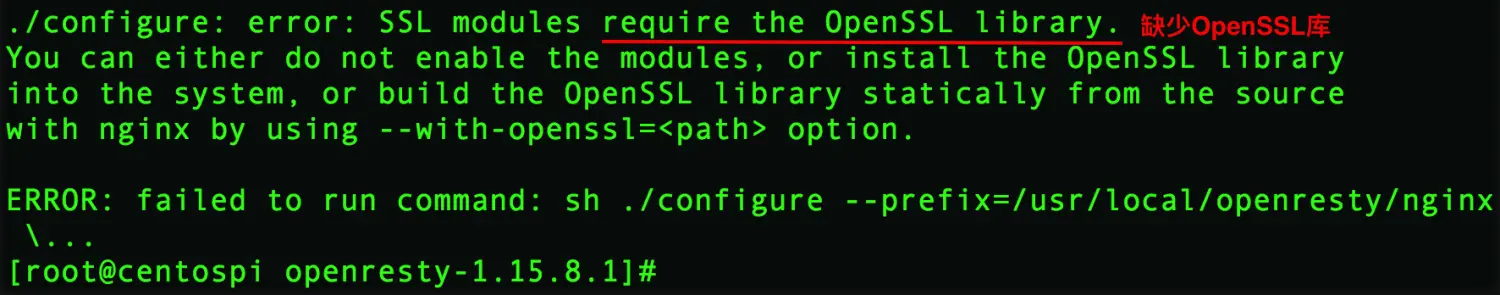 ./configure: error: SSL modules require the OpenSSL library. 缺少OpenSSL库
You can either do not enable the modules, or install the OpenSSL library
into the system, or build the OpenSSL library statically from the source
with nginx by using --with-openssl=<path> option.
ERROR: failed to run command: sh ./configure --prefix=/usr/local/openresty/nginx
\...
[root@centospi openresty-1.15.8.1]#